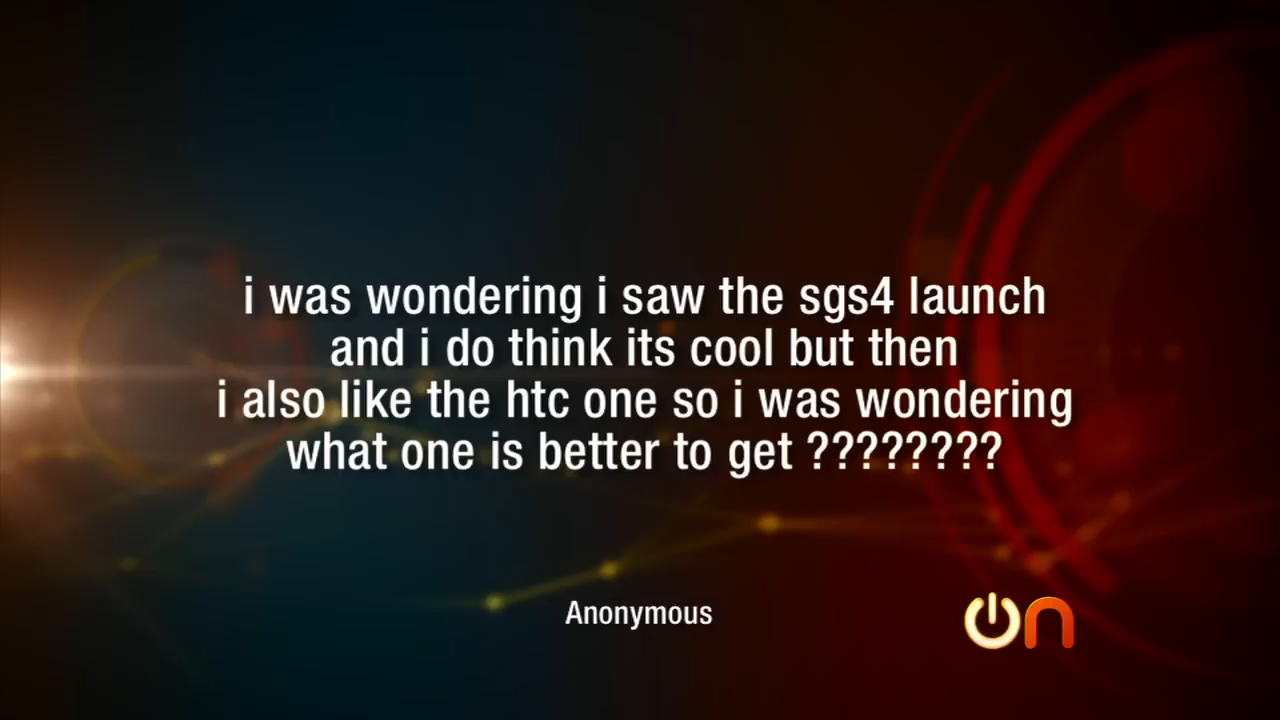 i was wondering i saw the sgs4 launch
and i do think its cool but then
i also like the htc one so i was wondering
what one is better to get ????????
Anonymous
on